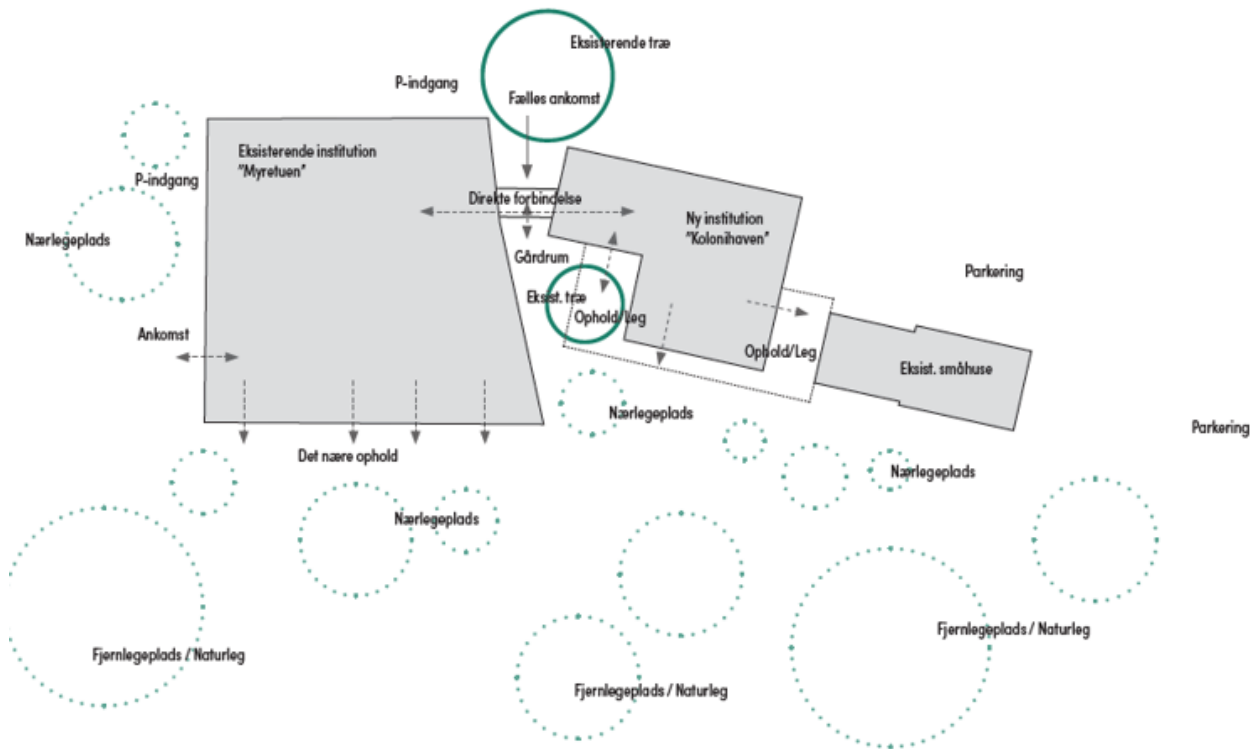 Eksisterende træ
P-indgang
Fælles ankomst
Eksisterende institution
"Myretuen"
P-indgang
Direkte forbindelse
Ny institution
"Kolonihaven"
Nærlegeplads
Gårdrum
Parkering
Eksist. træ
Ophold/Leg
Ankomst
Ophold/Leg
Eksist. småhuse
Nærlegeplads
Parkering
Det nære ophold
Nærlegeplads
Nærlegeplads
Fjernlegeplads / Naturleg
Fjernlegeplads / Naturleg
Fjernlegeplads / Naturleg